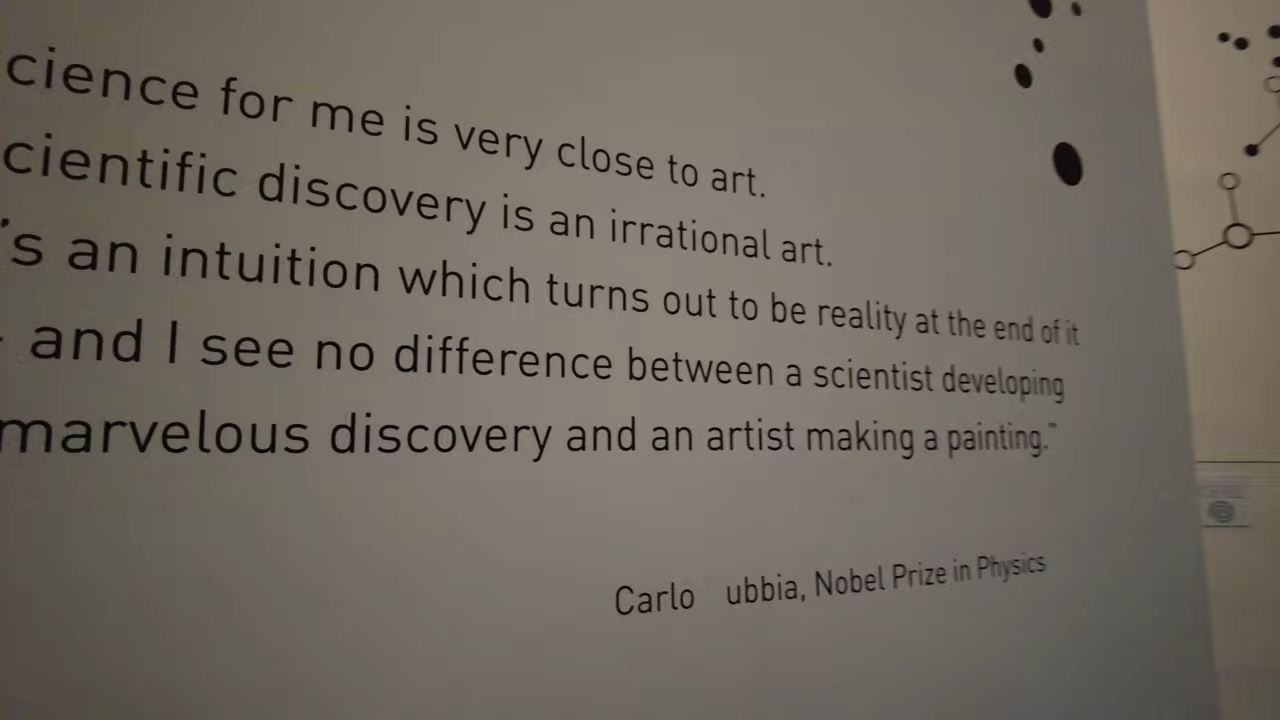 cience for me is very close to art.
cientific discovery is an irrational art.
's an intuition which turns out to be reality at the end of it
and I see no difference between a scientist developing
marvelous discovery and an artist making a painting."
Carlo ubbia, Nobel Prize in Physics